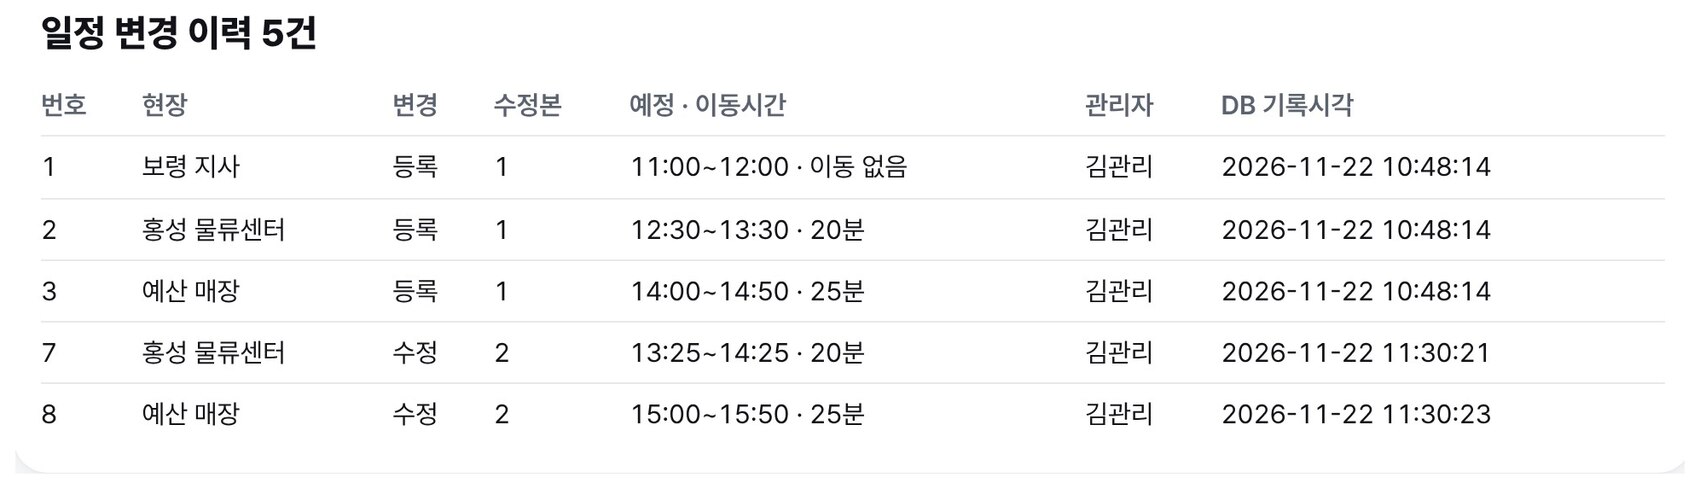 일정 변경 이력 5건
번호 현장 변경 수정본 예정 · 이동시간 관리자 DB 기록시각
1 보령 지사 등록 1 11:00~12:00 · 이동 없음 김관리 2026-11-22 10:48:14
2 홍성 물류센터 등록 1 12:30~13:30 · 20분 김관리 2026-11-22 10:48:14
3 예산 매장 등록 1 14:00~14:50 · 25분 김관리 2026-11-22 10:48:14
7 홍성 물류센터 수정 2 13:25~14:25 · 20분 김관리 2026-11-22 11:30:21
8 예산 매장 수정 2 15:00~15:50 · 25분 김관리 2026-11-22 11:30:23